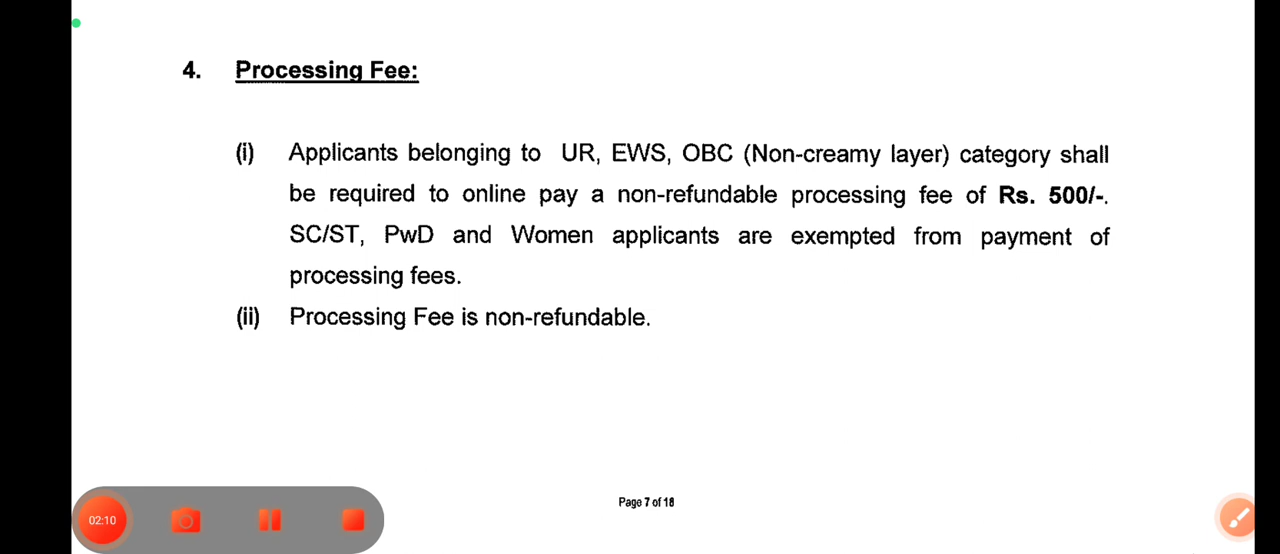 4. Processing Fee:
(i) Applicants belonging to UR, EWS, OBC (Non-creamy layer) category shall
be required to online pay a non-refundable processing fee of Rs. 500/-.
SC/ST, PwD and Women applicants are exempted from payment of
processing fees.
(ii) Processing Fee is non-refundable.
Page 7 of 18
02:10